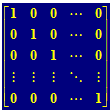 1 0 0 ⋯ 0
0 1 0 ⋯ 0
0 0 1 ⋯ 0
⋮ ⋮ ⋮ ⋱ ⋮
0 0 0 ⋯ 1